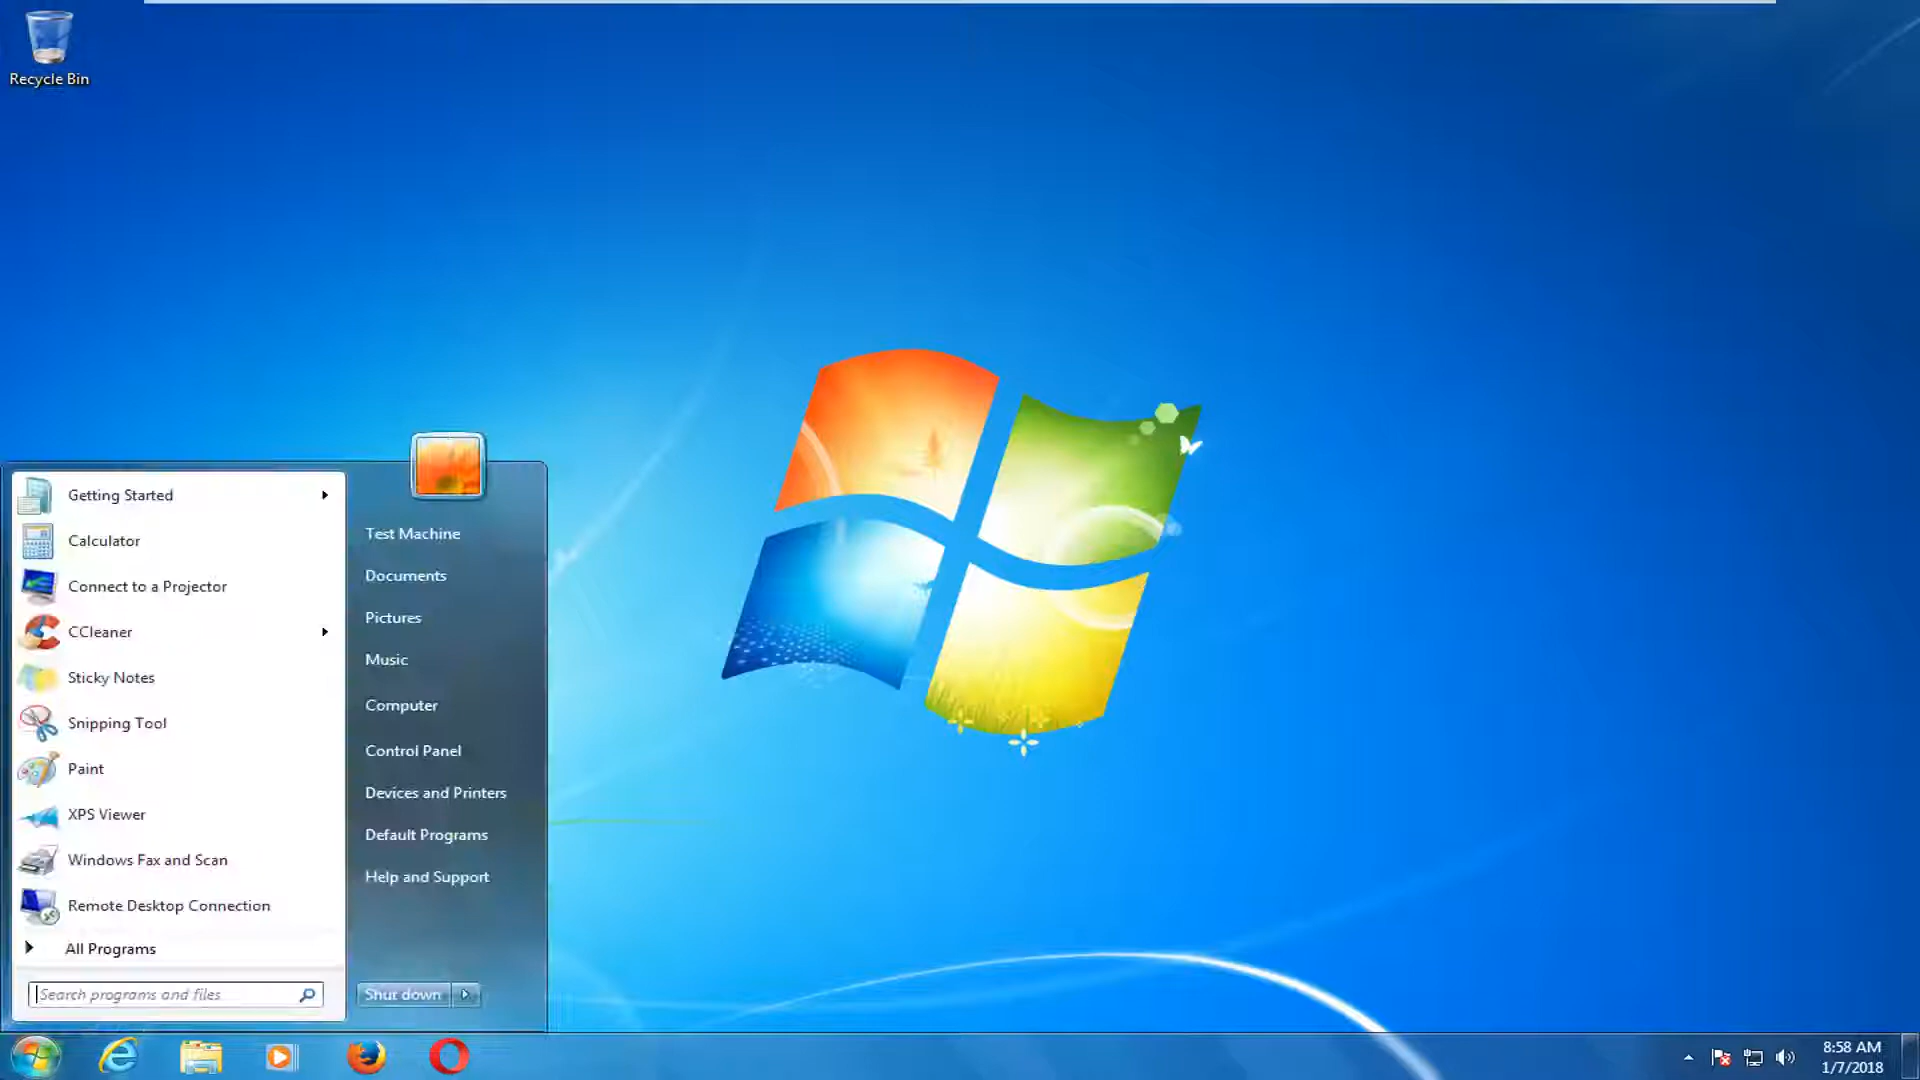 Recycle Bin
Getting Started
Calculator
Connect to a Projector
CCleaner
Sticky Notes
Snipping Tool
Paint
XPS Viewer
Windows Fax and Scan
Remote Desktop Connection
All Programs
Search programs and files
Test Machine
Documents
Pictures
Music
Computer
Control Panel
Devices and Printers
Default Programs
Help and Support
Shut down
8:58 AM
1/7/2018